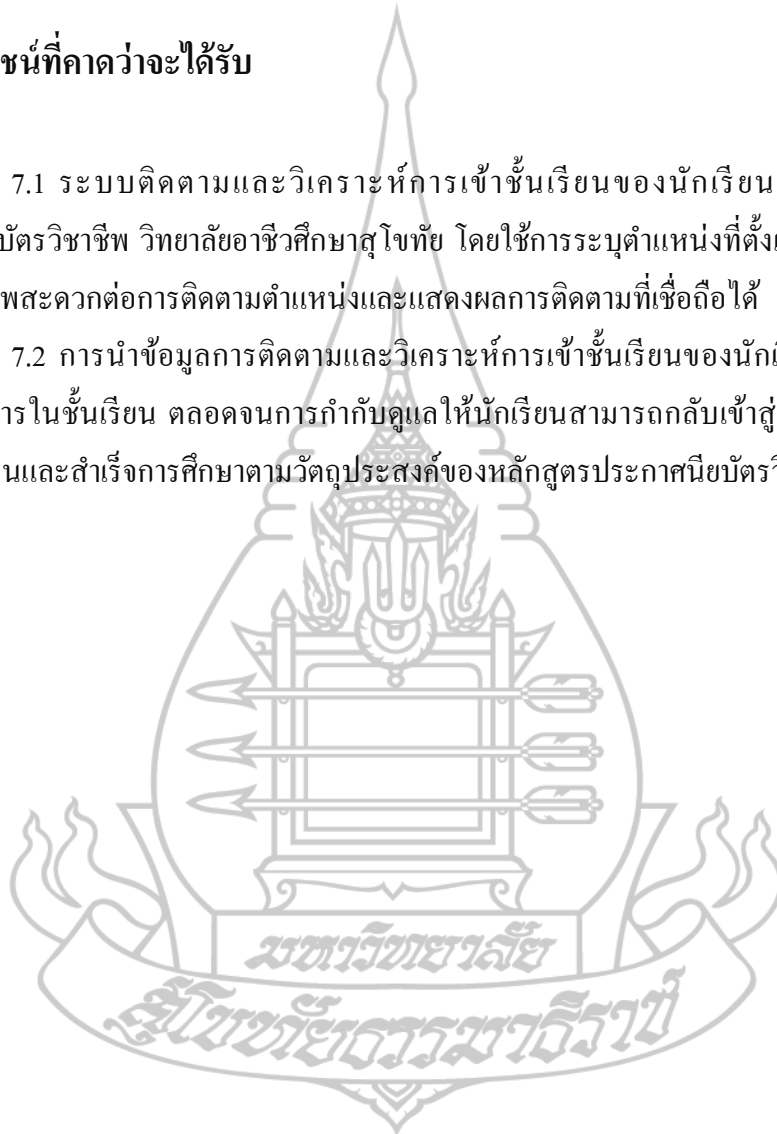 ชน์ที่คาดว่าจะได้รับ
7.1 ระบบติดตามและวิเคราะห์การเข้าชั้นเรียนของนักเรียน
บัตรวิชาชีพ วิทยาลัยอาชีวศึกษาสุโขทัย โดยใช้การระบุตำแหน่งที่ตั้ง
พสะดวกต่อการติดตามตำแหน่งและแสดงผลการติดตามที่เชื่อถือได้
7.2 การนำข้อมูลการติดตามและวิเคราะห์การเข้าชั้นเรียนของนักเ
ารในชั้นเรียน ตลอดจนการกำกับดูแลให้นักเรียนสามารถกลับเข้าสู่
นและสำเร็จการศึกษาตามวัตถุประสงค์ของหลักสูตรประกาศนียบัตรวิ
มหาวิทยาลัย
สุโขทัยธรรมาธิราช